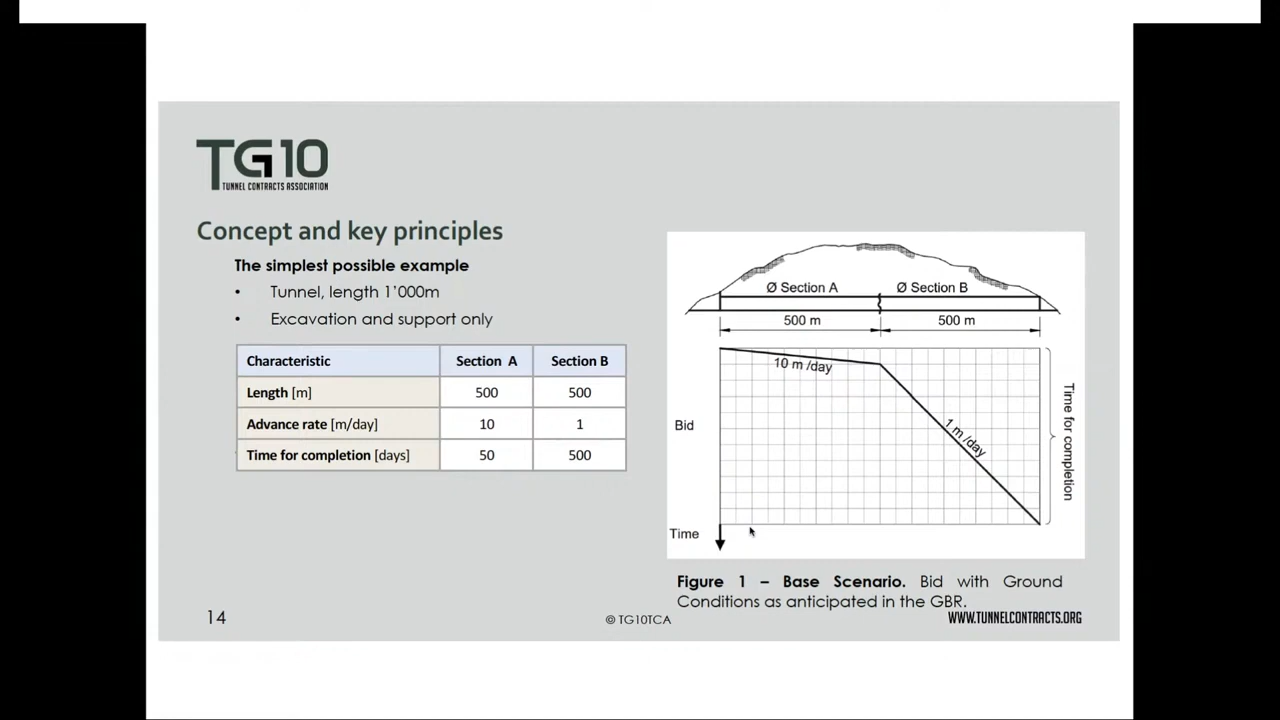 TG10
TUNNEL CONTRACTS ASSOCIATION
Concept and key principles
The simplest possible example
• Tunnel, length 1’000m
• Excavation and support only
Characteristic Section A Section B
Length [m] 500 500
Advance rate [m/day] 10 1
Time for completion [days] 50 500
Ø Section A Ø Section B
500 m 500 m
10 m /day
1 m /day
Bid
Time for completion
Time
Figure 1 – Base Scenario. Bid with Ground
Conditions as anticipated in the GBR.
14
© TG10TCA
WWW.TUNNELCONTRACTS.ORG